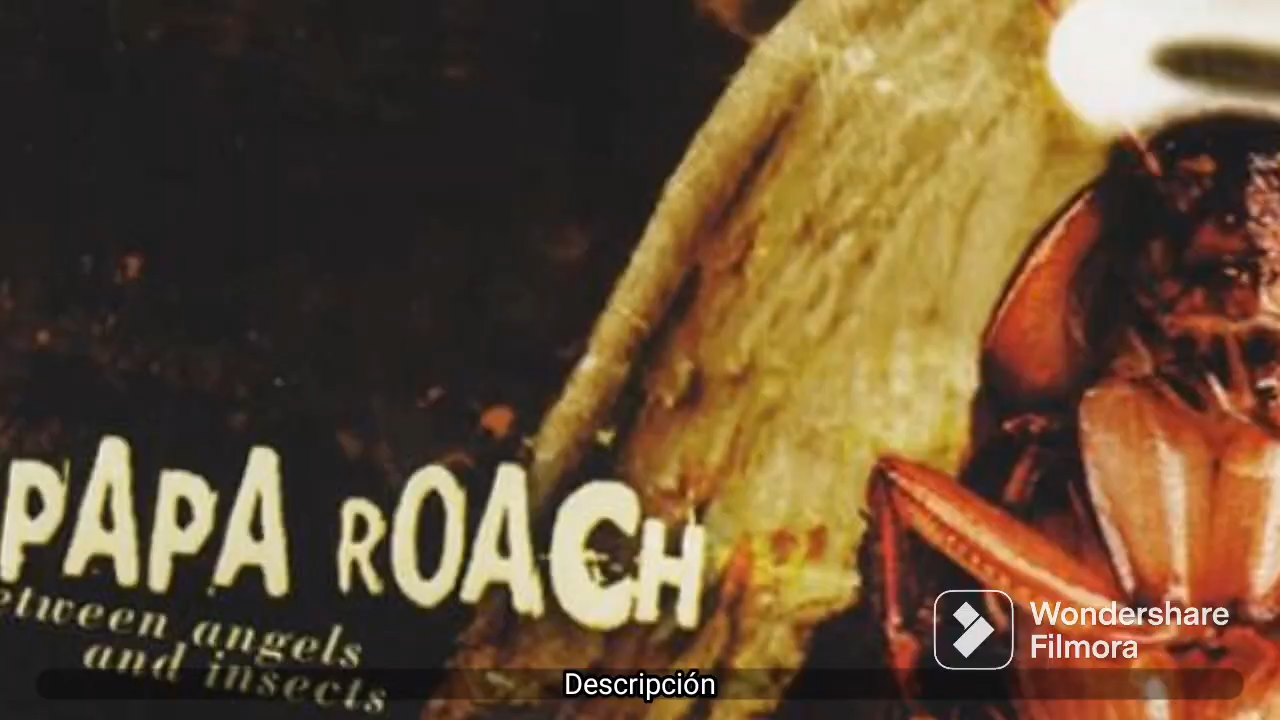 PAPA ROACH
etween angels
and insects
Wondershare
Filmora
Descripción